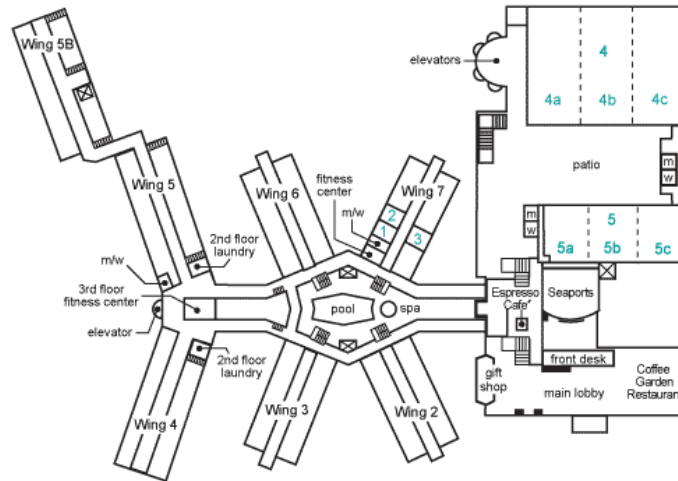 Wing 5B
elevators
4
4a
4b
4c
patio
m
w
Wing 5
Wing 6
fitness
center
m/w
Wing 7
2
1
3
m
w
5
5a
5b
5c
m/w
2nd floor
laundry
3rd floor
fitness center
elevator
pool
spa
Espresso
Cafe'
Seaports
2nd floor
laundry
front desk
gift
shop
main lobby
Coffee
Garden
Restauran
Wing 4
Wing 3
Wing 2